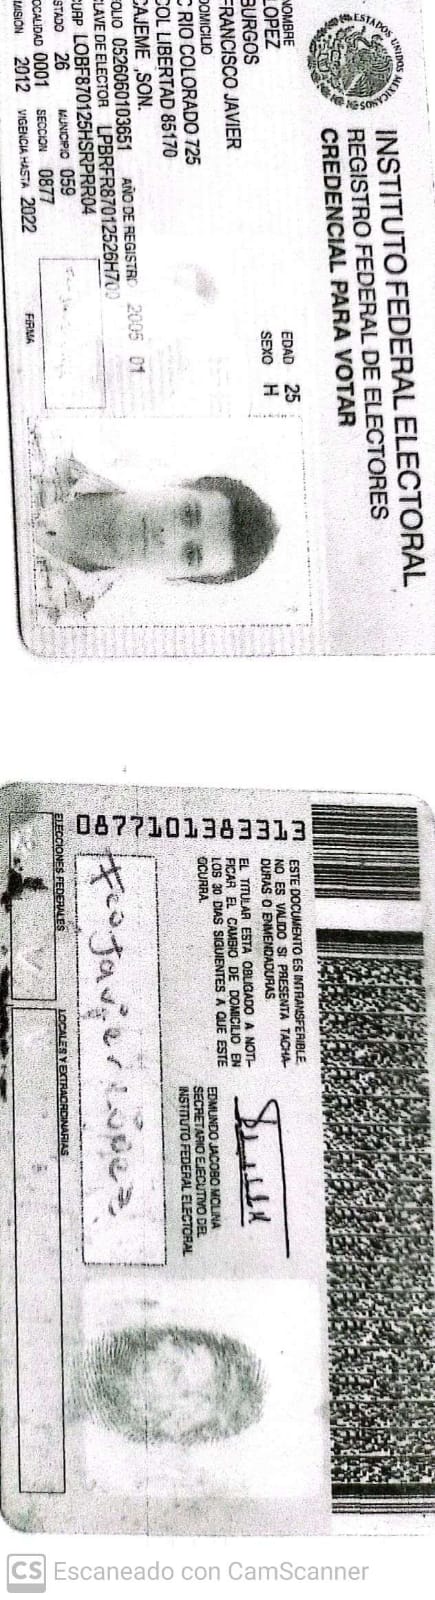 INSTITUTO FEDERAL ELECTORAL
REGISTRO FEDERAL DE ELECTORES
CREDENCIAL PARA VOTAR
ESTADOS UNIDOS MEXICANOS
NOMBRE
LOPEZ
BURGOS
FRANCISCO JAVIER
EDAD 25
SEXO H
DOMICILIO
C RIO COLORADO 725
COL LIBERTAD 85170
CAJEME ,SON.
FOLIO 0526060103651 AÑO DE REGISTRO 2005 01
CLAVE DE ELECTOR LPBRFR87012526H700
CURP LOBF870125HSRPRR04
ESTADO 26 MUNICIPIO 059
LOCALIDAD 0001 SECCION 0877
EMISION 2012 VIGENCIA HASTA 2022
FIRMA
ESTE DOCUMENTO ES INTRANSFERIBLE.
NO ES VALIDO SI PRESENTA TACHA-
DURAS O ENMENDADURAS
EL TITULAR ESTA OBLIGADO A NOTI-
FICAR EL CAMBIO DE DOMICILIO EN
LOS 30 DIAS SIGUIENTES A QUE ESTE
OCURRA.
EDMUNDO JACOBO MOLINA
SECRETARIO EJECUTIVO DEL
INSTITUTO FEDERAL ELECTORAL
0877101383313
Fco Javier López
ELECCIONES FEDERALES
LOCALES Y EXTRAORDINARIAS
CS Escaneado con CamScanner